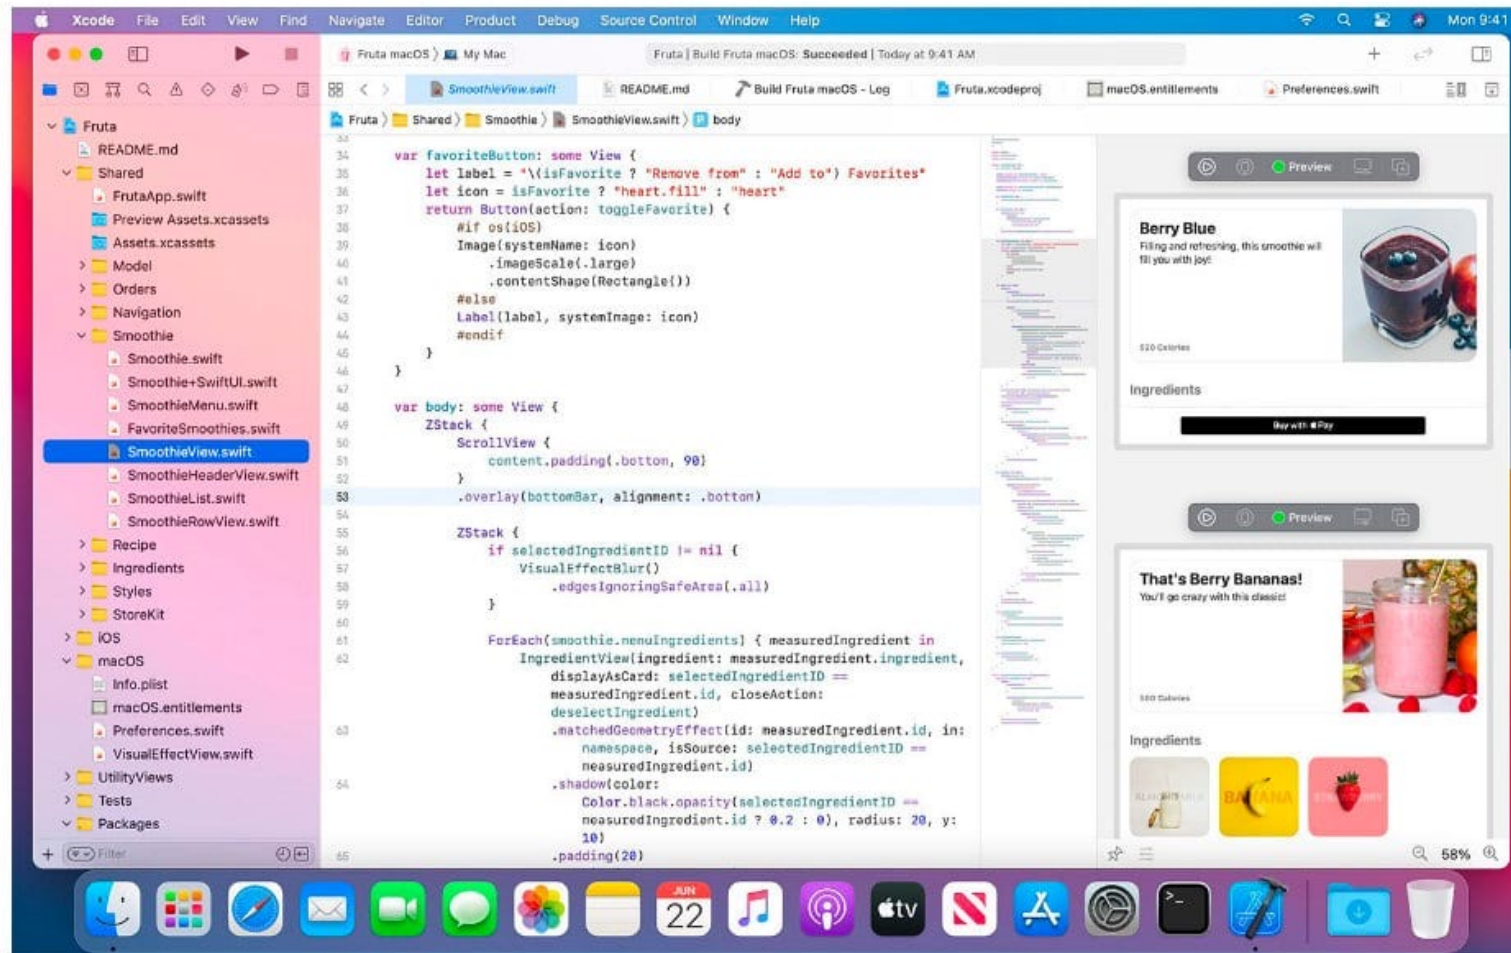 Xcode File Edit View Find Navigate Editor Product Debug Source Control Window Help Mon 9:41
Fruta macOS My Mac
Fruta | Build Fruta macOS: Succeeded | Today at 9:41 AM
SmoothieView.swift README.md Build Fruta macOS - Log Fruta.xcodeproj macOS.entitlements Preferences.swift
Fruta Shared Smoothie SmoothieView.swift body
Fruta
README.md
Shared
FrutaApp.swift
Preview Assets.xcassets
Assets.xcassets
Model
Orders
Navigation
Smoothie
Smoothie.swift
Smoothie+SwiftUI.swift
SmoothieMenu.swift
FavoriteSmoothies.swift
SmoothieView.swift
SmoothieHeaderView.swift
SmoothieList.swift
SmoothieRowView.swift
Recipe
Ingredients
Styles
StoreKit
iOS
macOS
Info.plist
macOS.entitlements
Preferences.swift
VisualEffectView.swift
UtilityViews
Tests
Packages
Filter
33
34 var favoriteButton: some View {
35 let label = "\(isFavorite ? "Remove from" : "Add to") Favorites"
36 let icon = isFavorite ? "heart.fill" : "heart"
37 return Button(action: toggleFavorite) {
38 #if os(iOS)
39 Image(systemName: icon)
40 .imageScale(.large)
41 .contentShape(Rectangle())
42 #else
43 Label(label, systemImage: icon)
44 #endif
45 }
46 }
47
48 var body: some View {
49 ZStack {
50 ScrollView {
51 content.padding(.bottom, 90)
52 }
53 .overlay(bottomBar, alignment: .bottom)
54
55 ZStack {
56 if selectedIngredientID != nil {
57 VisualEffectBlur()
58 .edgesIgnoringSafeArea(.all)
59 }
60
61 ForEach(smoothie.menuIngredients) { measuredIngredient in
62 IngredientView(ingredient: measuredIngredient.ingredient,
displayAsCard: selectedIngredientID ==
measuredIngredient.id, closeAction:
deselectIngredient)
63 .matchedGeometryEffect(id: measuredIngredient.id, in:
namespace, isSource: selectedIngredientID ==
measuredIngredient.id)
64 .shadow(color:
Color.black.opacity(selectedIngredientID ==
measuredIngredient.id ? 0.2 : 0), radius: 20, y:
10)
65 .padding(20)
Preview
Berry Blue
Filling and refreshing, this smoothie will
fill you with joy!
520 Calories
Ingredients
Buy with Pay
Preview
That's Berry Bananas!
You'll go crazy with this classic!
580 Calories
Ingredients
BANANA
58%
JUN
22
tv